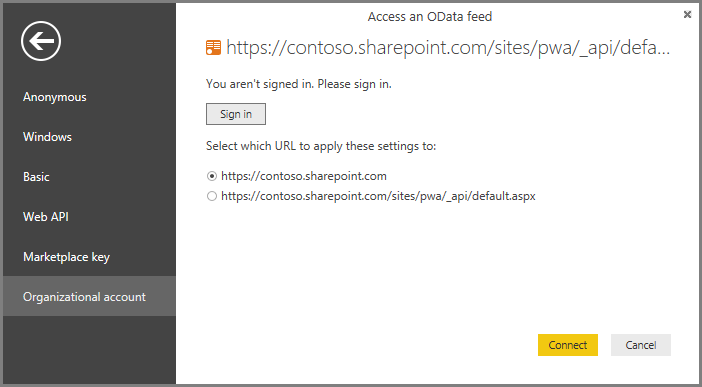 Access an OData feed
https://contoso.sharepoint.com/sites/pwa/_api/defa...
You aren't signed in. Please sign in.
Sign in
Select which URL to apply these settings to:
https://contoso.sharepoint.com
https://contoso.sharepoint.com/sites/pwa/_api/default.aspx
Anonymous
Windows
Basic
Web API
Marketplace key
Organizational account
Connect
Cancel